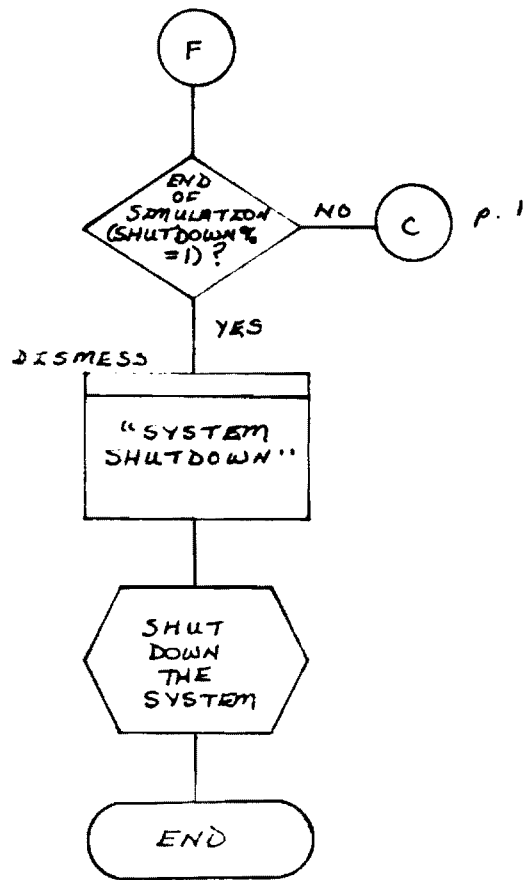 F
END
OF
SIMULATION
(SHUTDOWN%
=1)?
NO
C
p. 1
YES
DISMESS
"SYSTEM
SHUTDOWN"
SHUT
DOWN
THE
SYSTEM
END